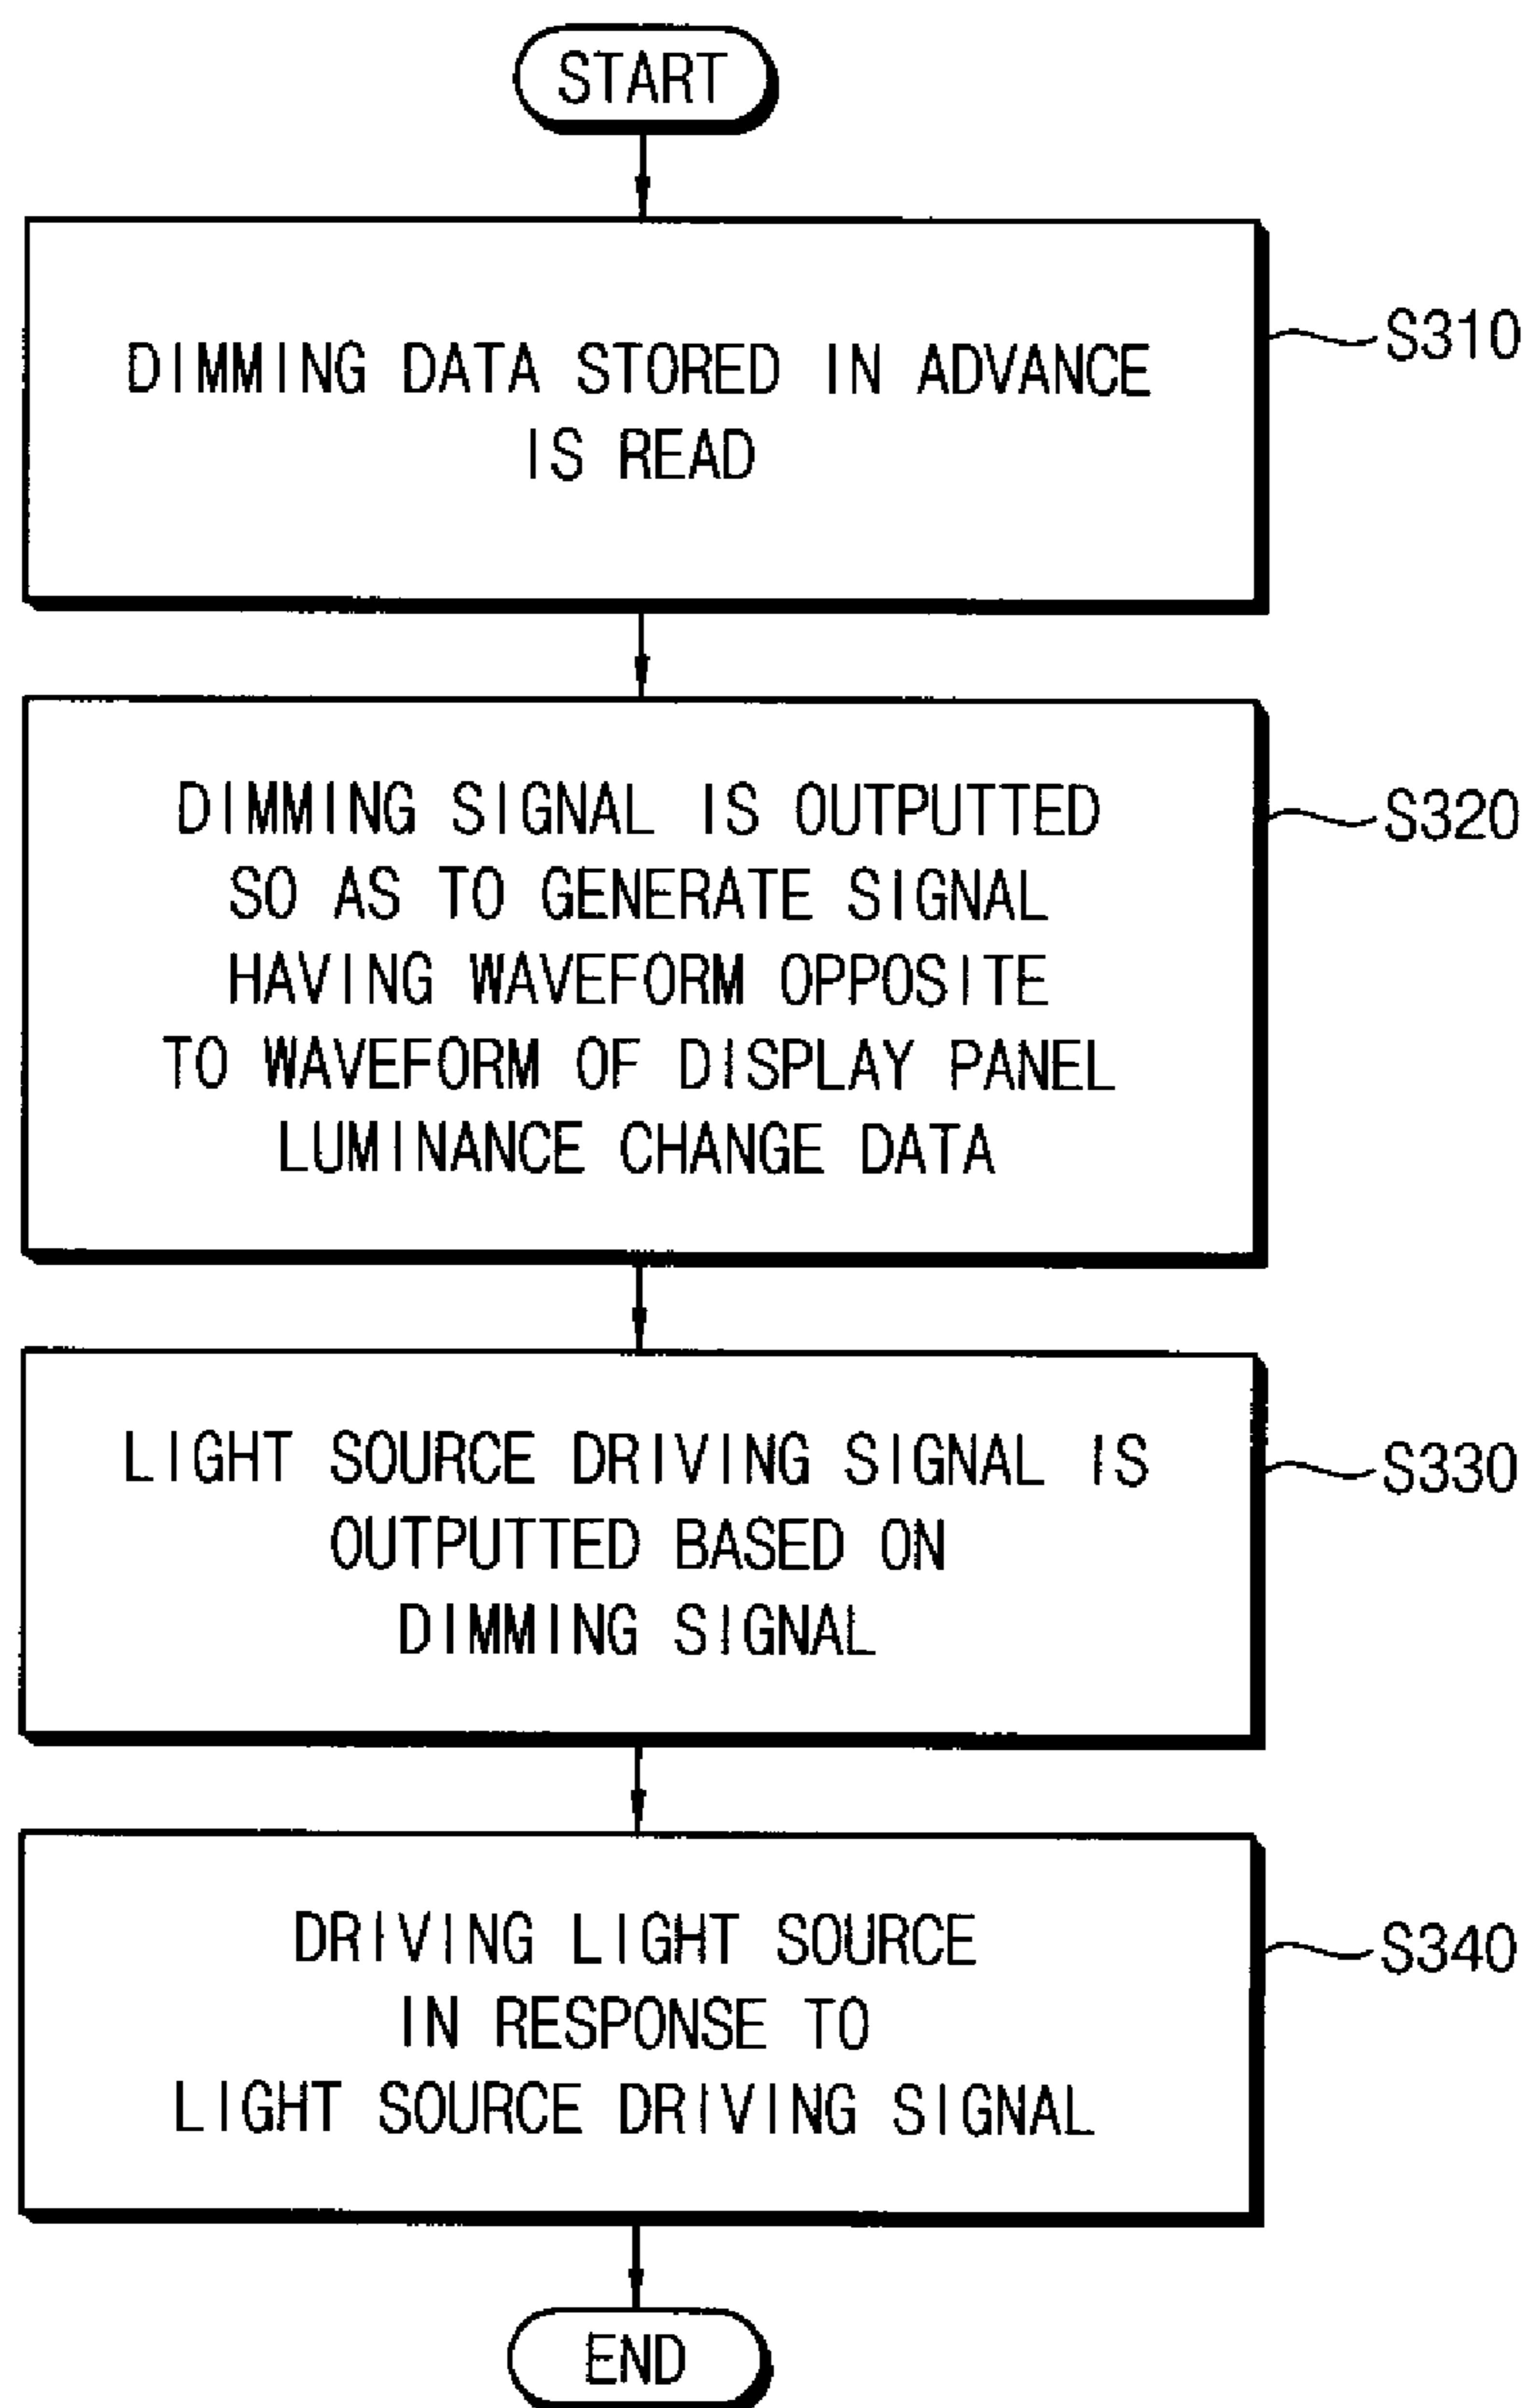 START
DIMMING DATA STORED IN ADVANCE
IS READ
S310
DIMMING SIGNAL IS OUTPUTTED
SO AS TO GENERATE SIGNAL
HAVING WAVEFORM OPPOSITE
TO WAVEFORM OF DISPLAY PANEL
LUMINANCE CHANGE DATA
S320
LIGHT SOURCE DRIVING SIGNAL IS
OUTPUTTED BASED ON
DIMMING SIGNAL
S330
DRIVING LIGHT SOURCE
IN RESPONSE TO
LIGHT SOURCE DRIVING SIGNAL
S340
END